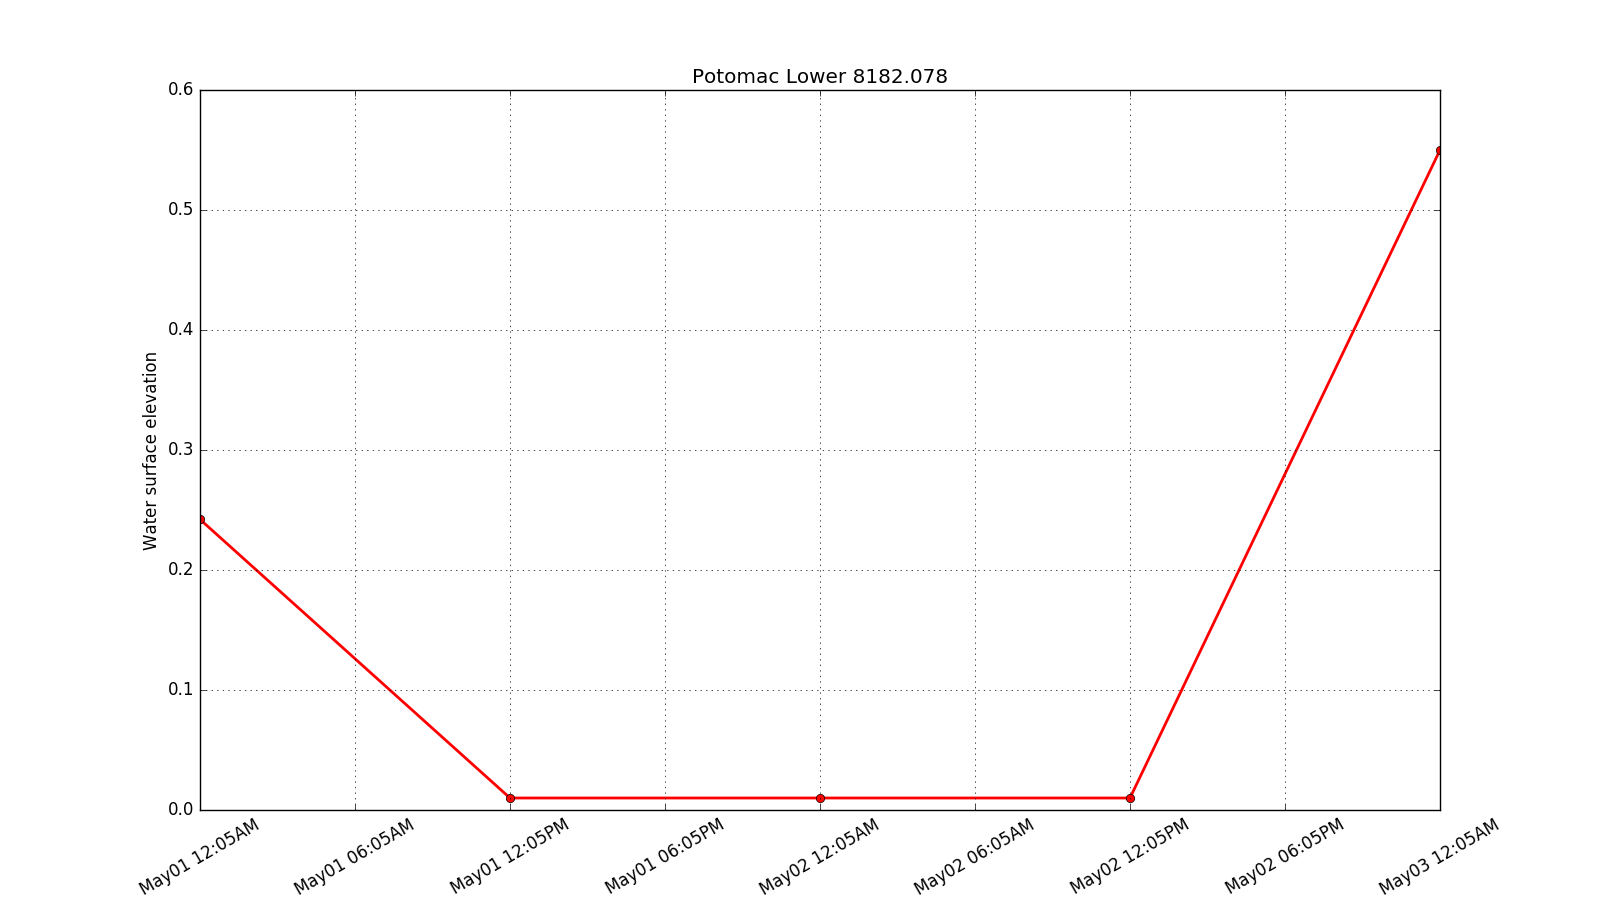 Potomac Lower 8182.078
0.6
0.5
0.4
0.3
0.2
0.1
0.0
Water surface elevation
May01 12:05AM
May01 06:05AM
May01 12:05PM
May01 06:05PM
May02 12:05AM
May02 06:05AM
May02 12:05PM
May02 06:05PM
May03 12:05AM